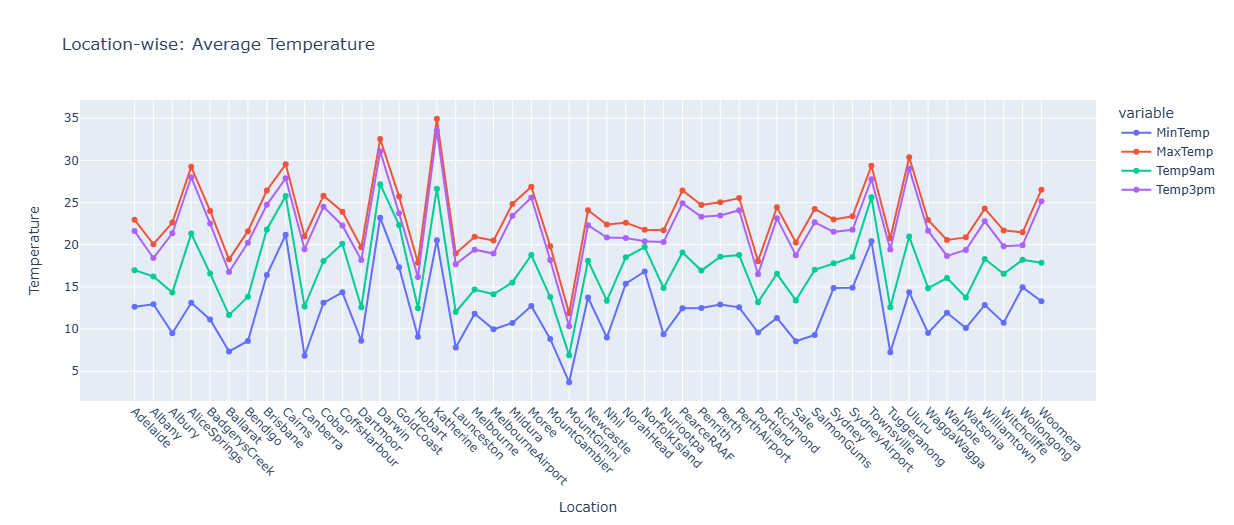 Location-wise: Average Temperature
variable
MinTemp
MaxTemp
Temp9am
Temp3pm
Temperature
35
30
25
20
15
10
5
Adelaide
Albany
Albury
AliceSprings
BadgerysCreek
Ballarat
Bendigo
Brisbane
Cairns
Canberra
Cobar
CoffsHarbour
Dartmoor
Darwin
GoldCoast
Hobart
Katherine
Launceston
Melbourne
MelbourneAirport
Mildura
Moree
MountGambier
MountGinini
Newcastle
Nhil
NorahHead
NorfolkIsland
Nuriootpa
PearceRAAF
Penrith
Perth
PerthAirport
Portland
Richmond
Sale
SalmonGums
Sydney
SydneyAirport
Townsville
Tuggeranong
Uluru
WaggaWagga
Walpole
Watsonia
Williamtown
Witchcliffe
Wollongong
Woomera
Location